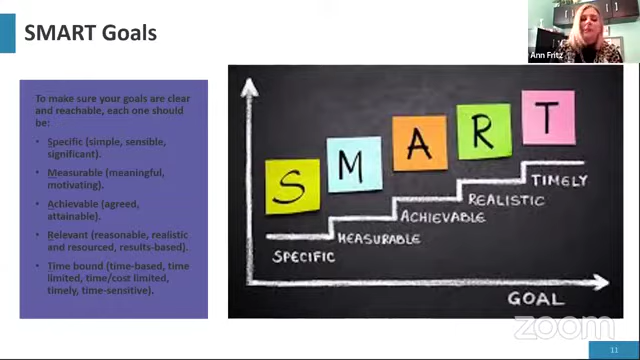 SMART Goals
Ann Fritz
To make sure your goals are clear
and reachable, each one should
be:
• Specific (simple, sensible,
significant).
• Measurable (meaningful,
motivating).
• Achievable (agreed,
attainable).
• Relevant (reasonable, realistic
and resourced, results-based).
• Time bound (time-based, time
limited, time/cost limited,
timely, time-sensitive).
S M A R T
TIMELY
REALISTIC
ACHIEVABLE
MEASURABLE
SPECIFIC
GOAL
zoom
11